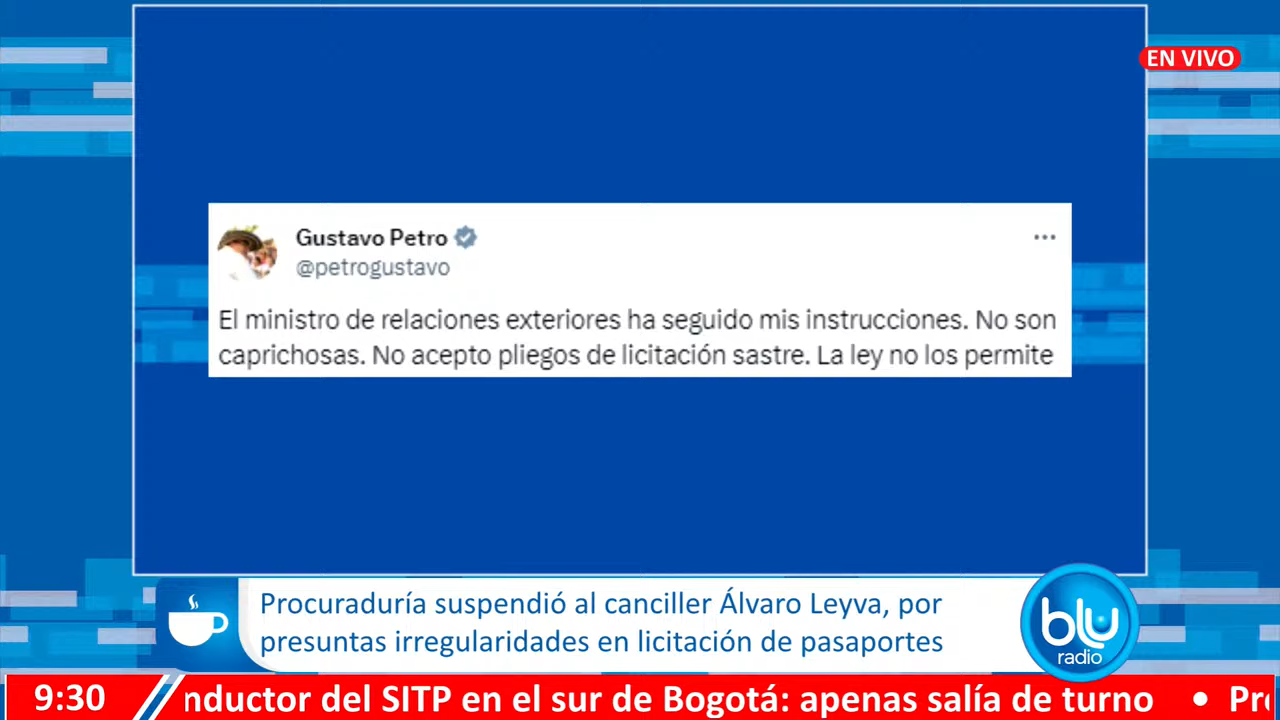 EN VIVO
Gustavo Petro
@petrogustavo
El ministro de relaciones exteriores ha seguido mis instrucciones. No son
caprichosas. No acepto pliegos de licitación sastre. La ley no los permite
Procuraduría suspendió al canciller Álvaro Leyva, por
presuntas irregularidades en licitación de pasaportes
blu
radio
9:30 nductor del SITP en el sur de Bogotá: apenas salía de turno • Pr